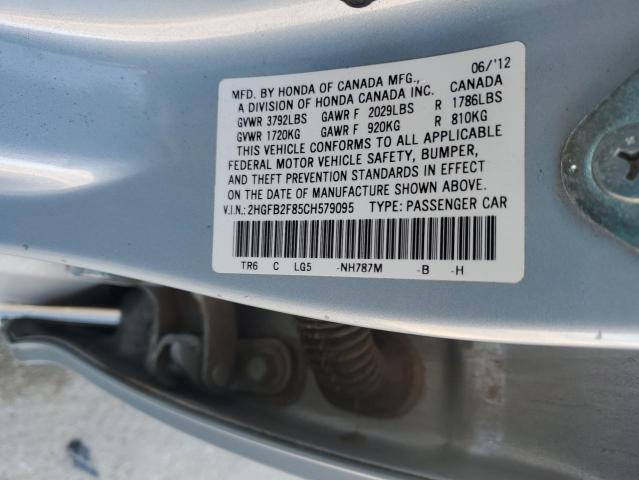 MFD. BY HONDA OF CANADA MFG., 06/'12
A DIVISION OF HONDA CANADA INC. CANADA
GVWR 3792LBS GAWR F 2029LBS R 1786LBS
GVWR 1720KG GAWR F 920KG R 810KG
THIS VEHICLE CONFORMS TO ALL APPLICABLE
FEDERAL MOTOR VEHICLE SAFETY, BUMPER,
AND THEFT PREVENTION STANDARDS IN EFFECT
ON THE DATE OF MANUFACTURE SHOWN ABOVE.
V.I.N.: 2HGFB2F85CH579095 TYPE: PASSENGER CAR
TR6 C LG5 -NH787M -B -H